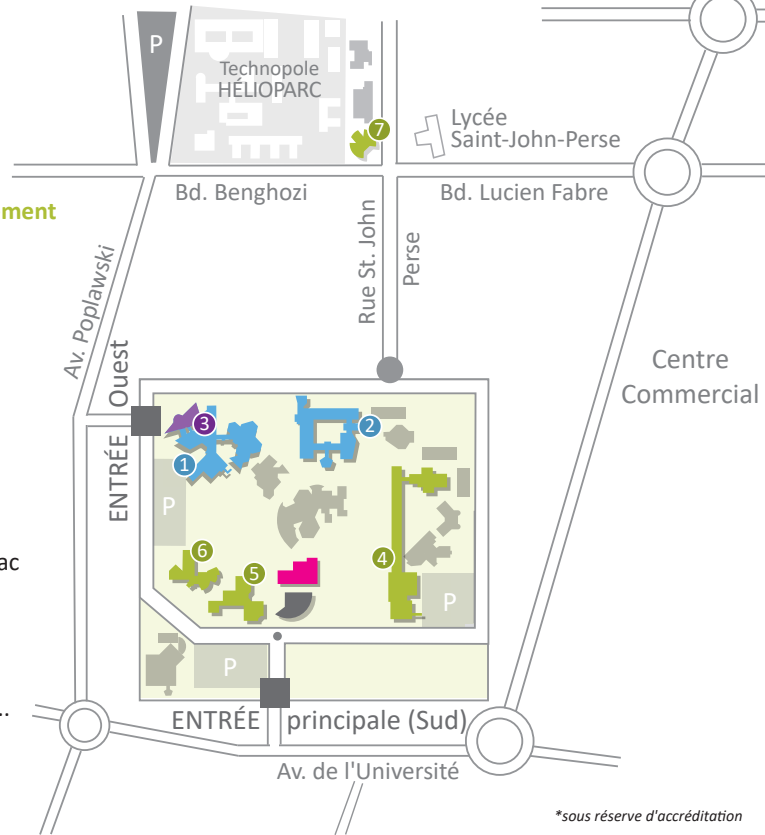 P
Technopole
HÉLIOPARC
7
Lycée
Saint-John-Perse
Bd. Benghozi
Bd. Lucien Fabre
ment
Av. Poplawski
Rue St. John
Perse
Centre
Commercial
ENTRÉE Ouest
3
2
1
P
6
5
4
ac
P
P
..
ENTRÉE principale (Sud)
Av. de l'Université
*sous réserve d'accréditation